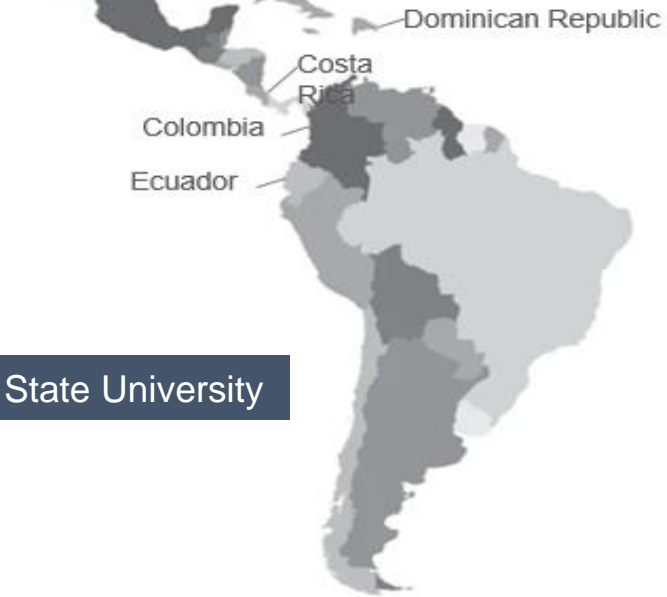 Dominican Republic
Costa
Rica
Colombia
Ecuador
State University